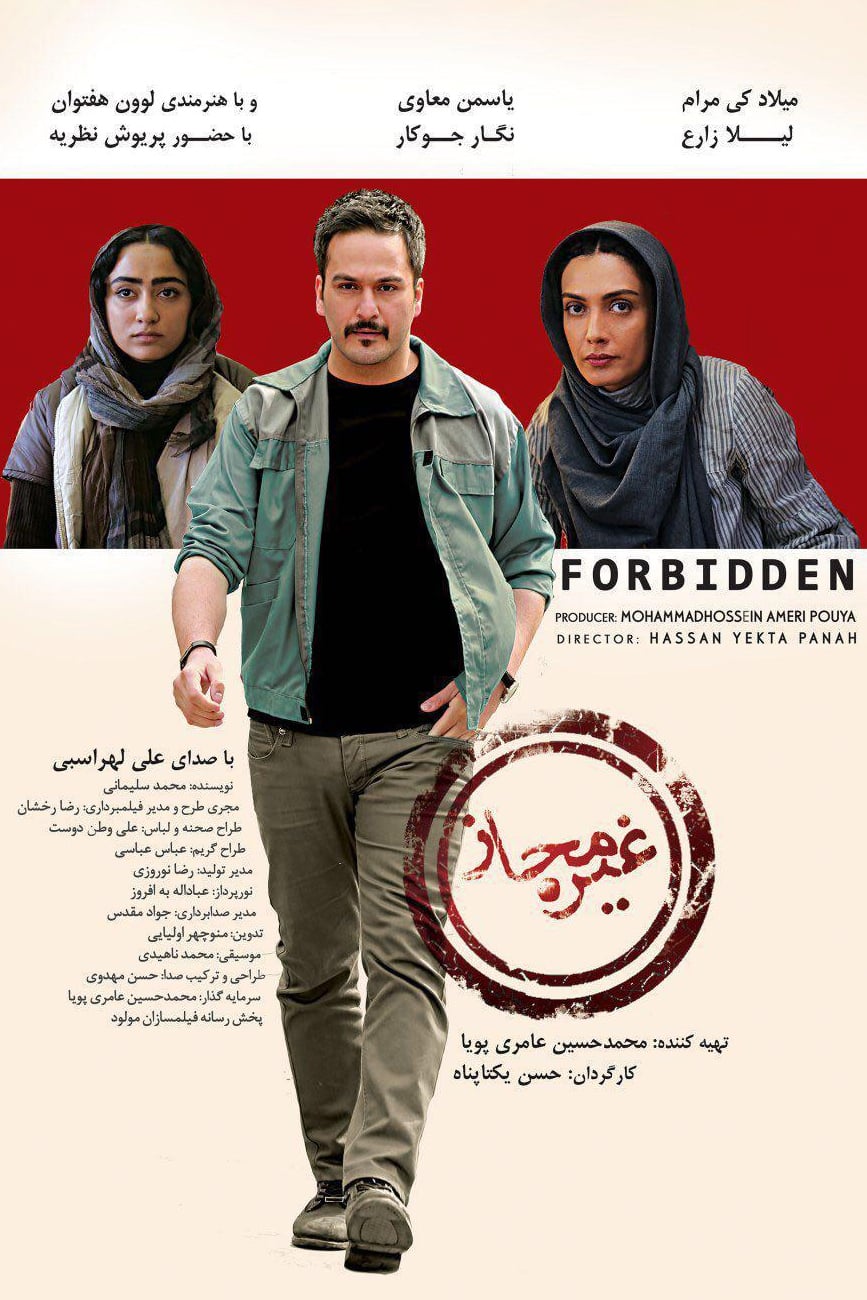 میلاد کی مرام
لیـــلا زارع
یاسمن معاوی
نگار جـوکار
و با هنرمندی لوون هفتوان
با حضـور پریوش نظریه
FORBIDDEN
PRODUCER: MOHAMMADHOSSEIN AMERI POUYA
DIRECTOR: HASSAN YEKTA PANAH
با صدای علی لهراسبی
نویسنده: محمد سلیمانی
مجری طرح و مدیر فیلمبرداری: رضا رخشان
طراح صحنه و لباس: علی وطن دوست
طراح گریم: عباس عباسی
مدیر تولید: رضا نوروزی
نورپرداز: عبداله به افروز
مدیر صدابرداری: جواد مقدس
تدوین: منوچهر اولیایی
موسیقی: محمد ناهیدی
طراحی و ترکیب صدا: حسن مهدوی
سرمایه گذار: محمدحسین عامری پویا
پخش رسانه فیلمسازان مولود
غیر مجاز
تهیه کننده: محمدحسین عامری پویا
کارگردان: حسن یکتاپناه